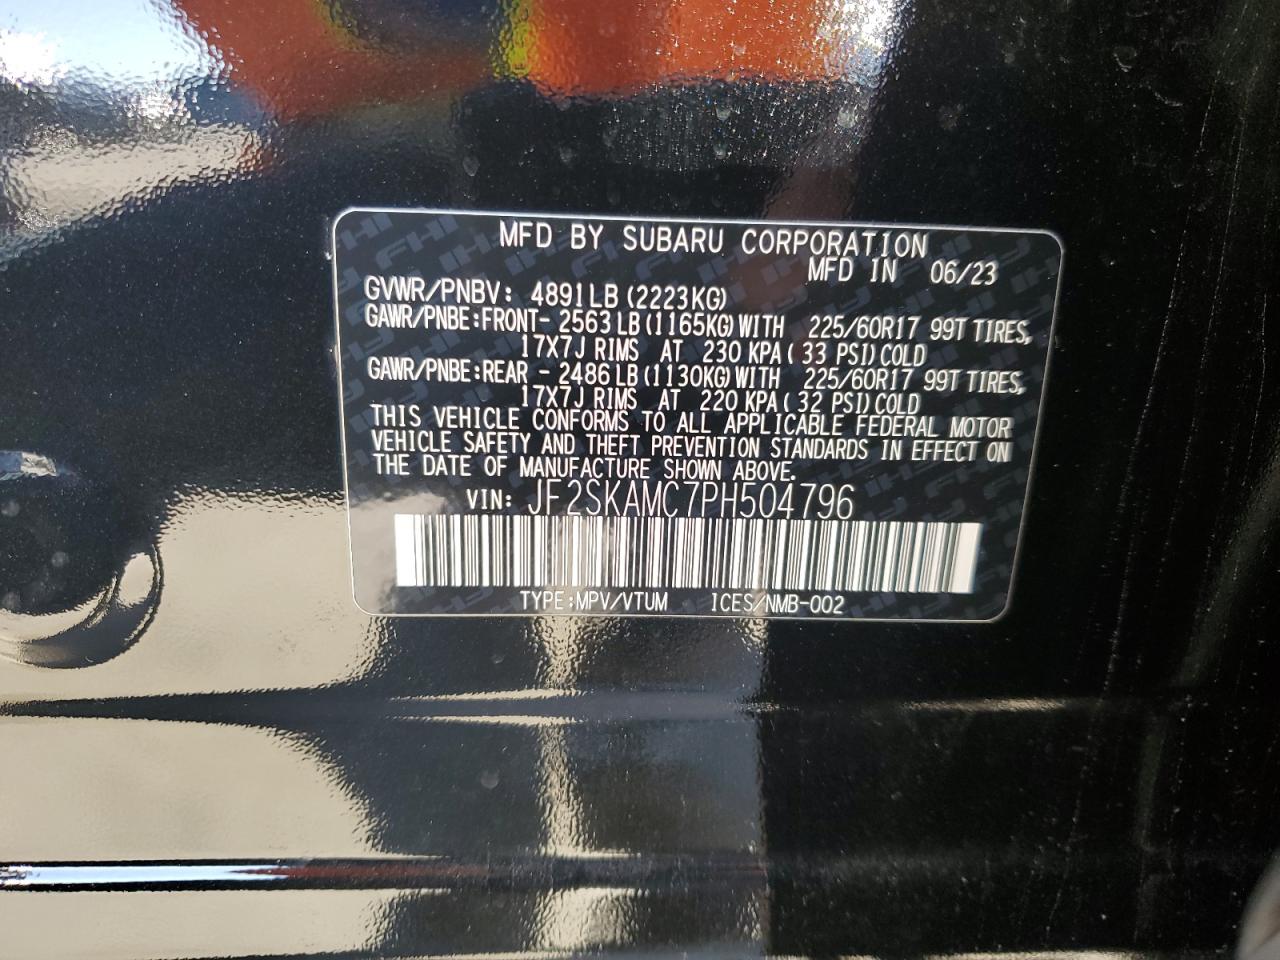 MFD BY SUBARU CORPORATION
MFD IN 06/23
GVWR/PNBV: 4891LB (2223KG)
GAWR/PNBE:FRONT- 2563LB(1165KG)WITH 225/60R17 99T TIRES,
17X7J RIMS AT 230 KPA( 33 PSI)COLD
GAWR/PNBE:REAR - 2486LB(1130KG)WITH 225/60R17 99T TIRES,
17X7J RIMS AT 220 KPA( 32 PSI)COLD
THIS VEHICLE CONFORMS TO ALL APPLICABLE FEDERAL MOTOR
VEHICLE SAFETY AND THEFT PREVENTION STANDARDS IN EFFECT ON
THE DATE OF MANUFACTURE SHOWN ABOVE.
VIN: JF2SKAMC7PH504796
TYPE:MPV/VTUM ICES/NMB-002